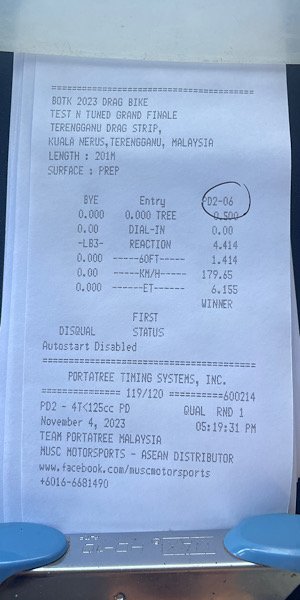 BOTK 2023 DRAG BIKE
TEST N TUNED GRAND FINALE
TERENGGANU DRAG STRIP,
KUALA NERUS,TERENGGANU, MALAYSIA
LENGTH : 201M
SURFACE : PREP
BYE Entry PD2-06
0.000 0.000 TREE 0.500
0.00 DIAL-IN 0.00
-LB3- REACTION 4.414
0.000 ------60FT------ 1.414
0.00 ------KM/H------ 179.65
0.000 -------ET------- 6.155
WINNER
FIRST
DISQUAL STATUS
Autostart Disabled
PORTATREE TIMING SYSTEMS, INC.
=============== 119/120 ==========600214
PD2 - 4T<125cc PD QUAL RND 1
November 4, 2023 05:19:31 PM
TEAM PORTATREE MALAYSIA
MUSC MOTORSPORTS - ASEAN DISTRIBUTOR
www.facebook.com/muscmotorsports
+6016-6681490